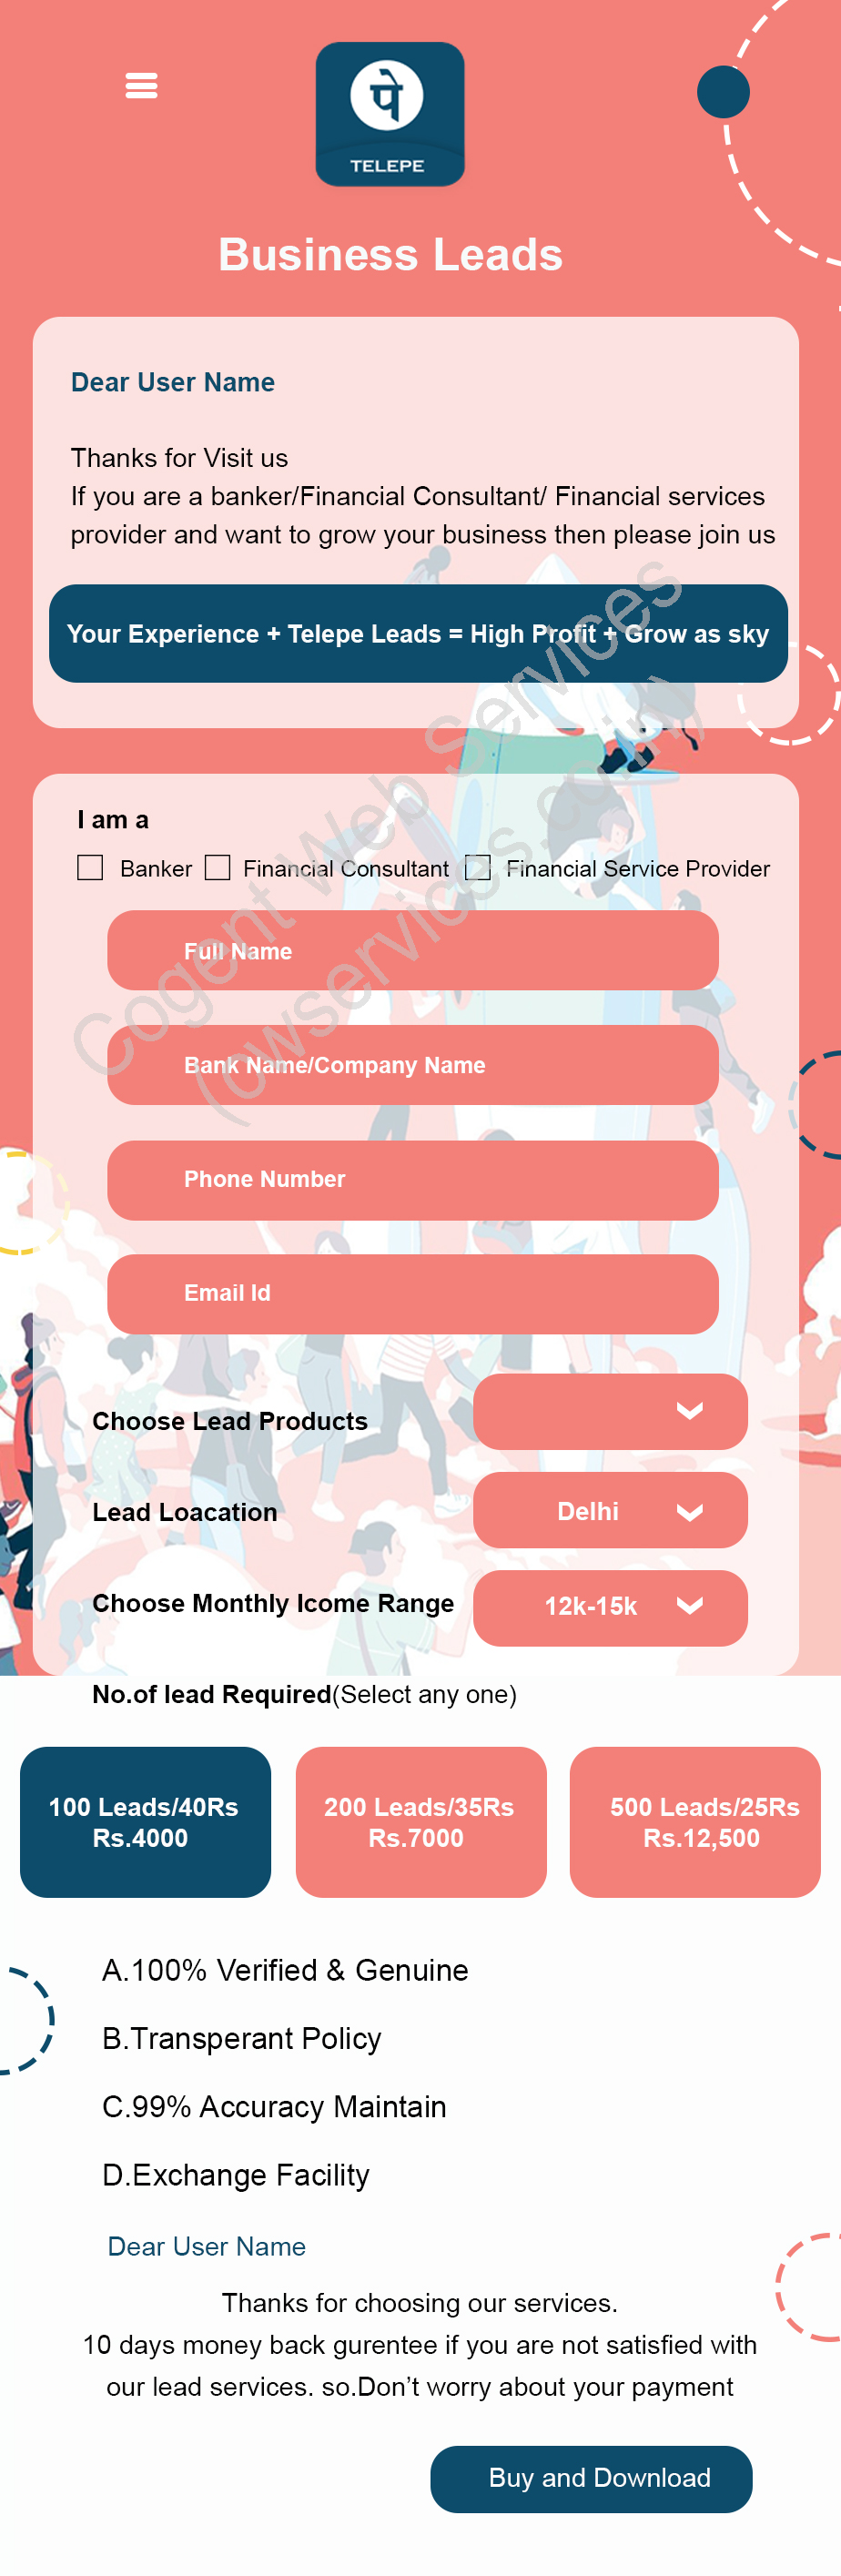 पे
TELEPE
Business Leads
Dear User Name
Thanks for Visit us
If you are a banker/Financial Consultant/ Financial services
provider and want to grow your business then please join us
Your Experience + Telepe Leads = High Profit + Grow as sky
I am a
Banker Financial Consultant Financial Service Provider
Full Name
Bank Name/Company Name
Phone Number
Email Id
Choose Lead Products
Lead Loacation Delhi
Choose Monthly Icome Range 12k-15k
No.of lead Required(Select any one)
100 Leads/40Rs
Rs.4000
200 Leads/35Rs
Rs.7000
500 Leads/25Rs
Rs.12,500
A.100% Verified & Genuine
B.Transperant Policy
C.99% Accuracy Maintain
D.Exchange Facility
Dear User Name
Thanks for choosing our services.
10 days money back gurentee if you are not satisfied with
our lead services. so.Don't worry about your payment
Buy and Download
Cogent Web Services
(owservices.co.in)